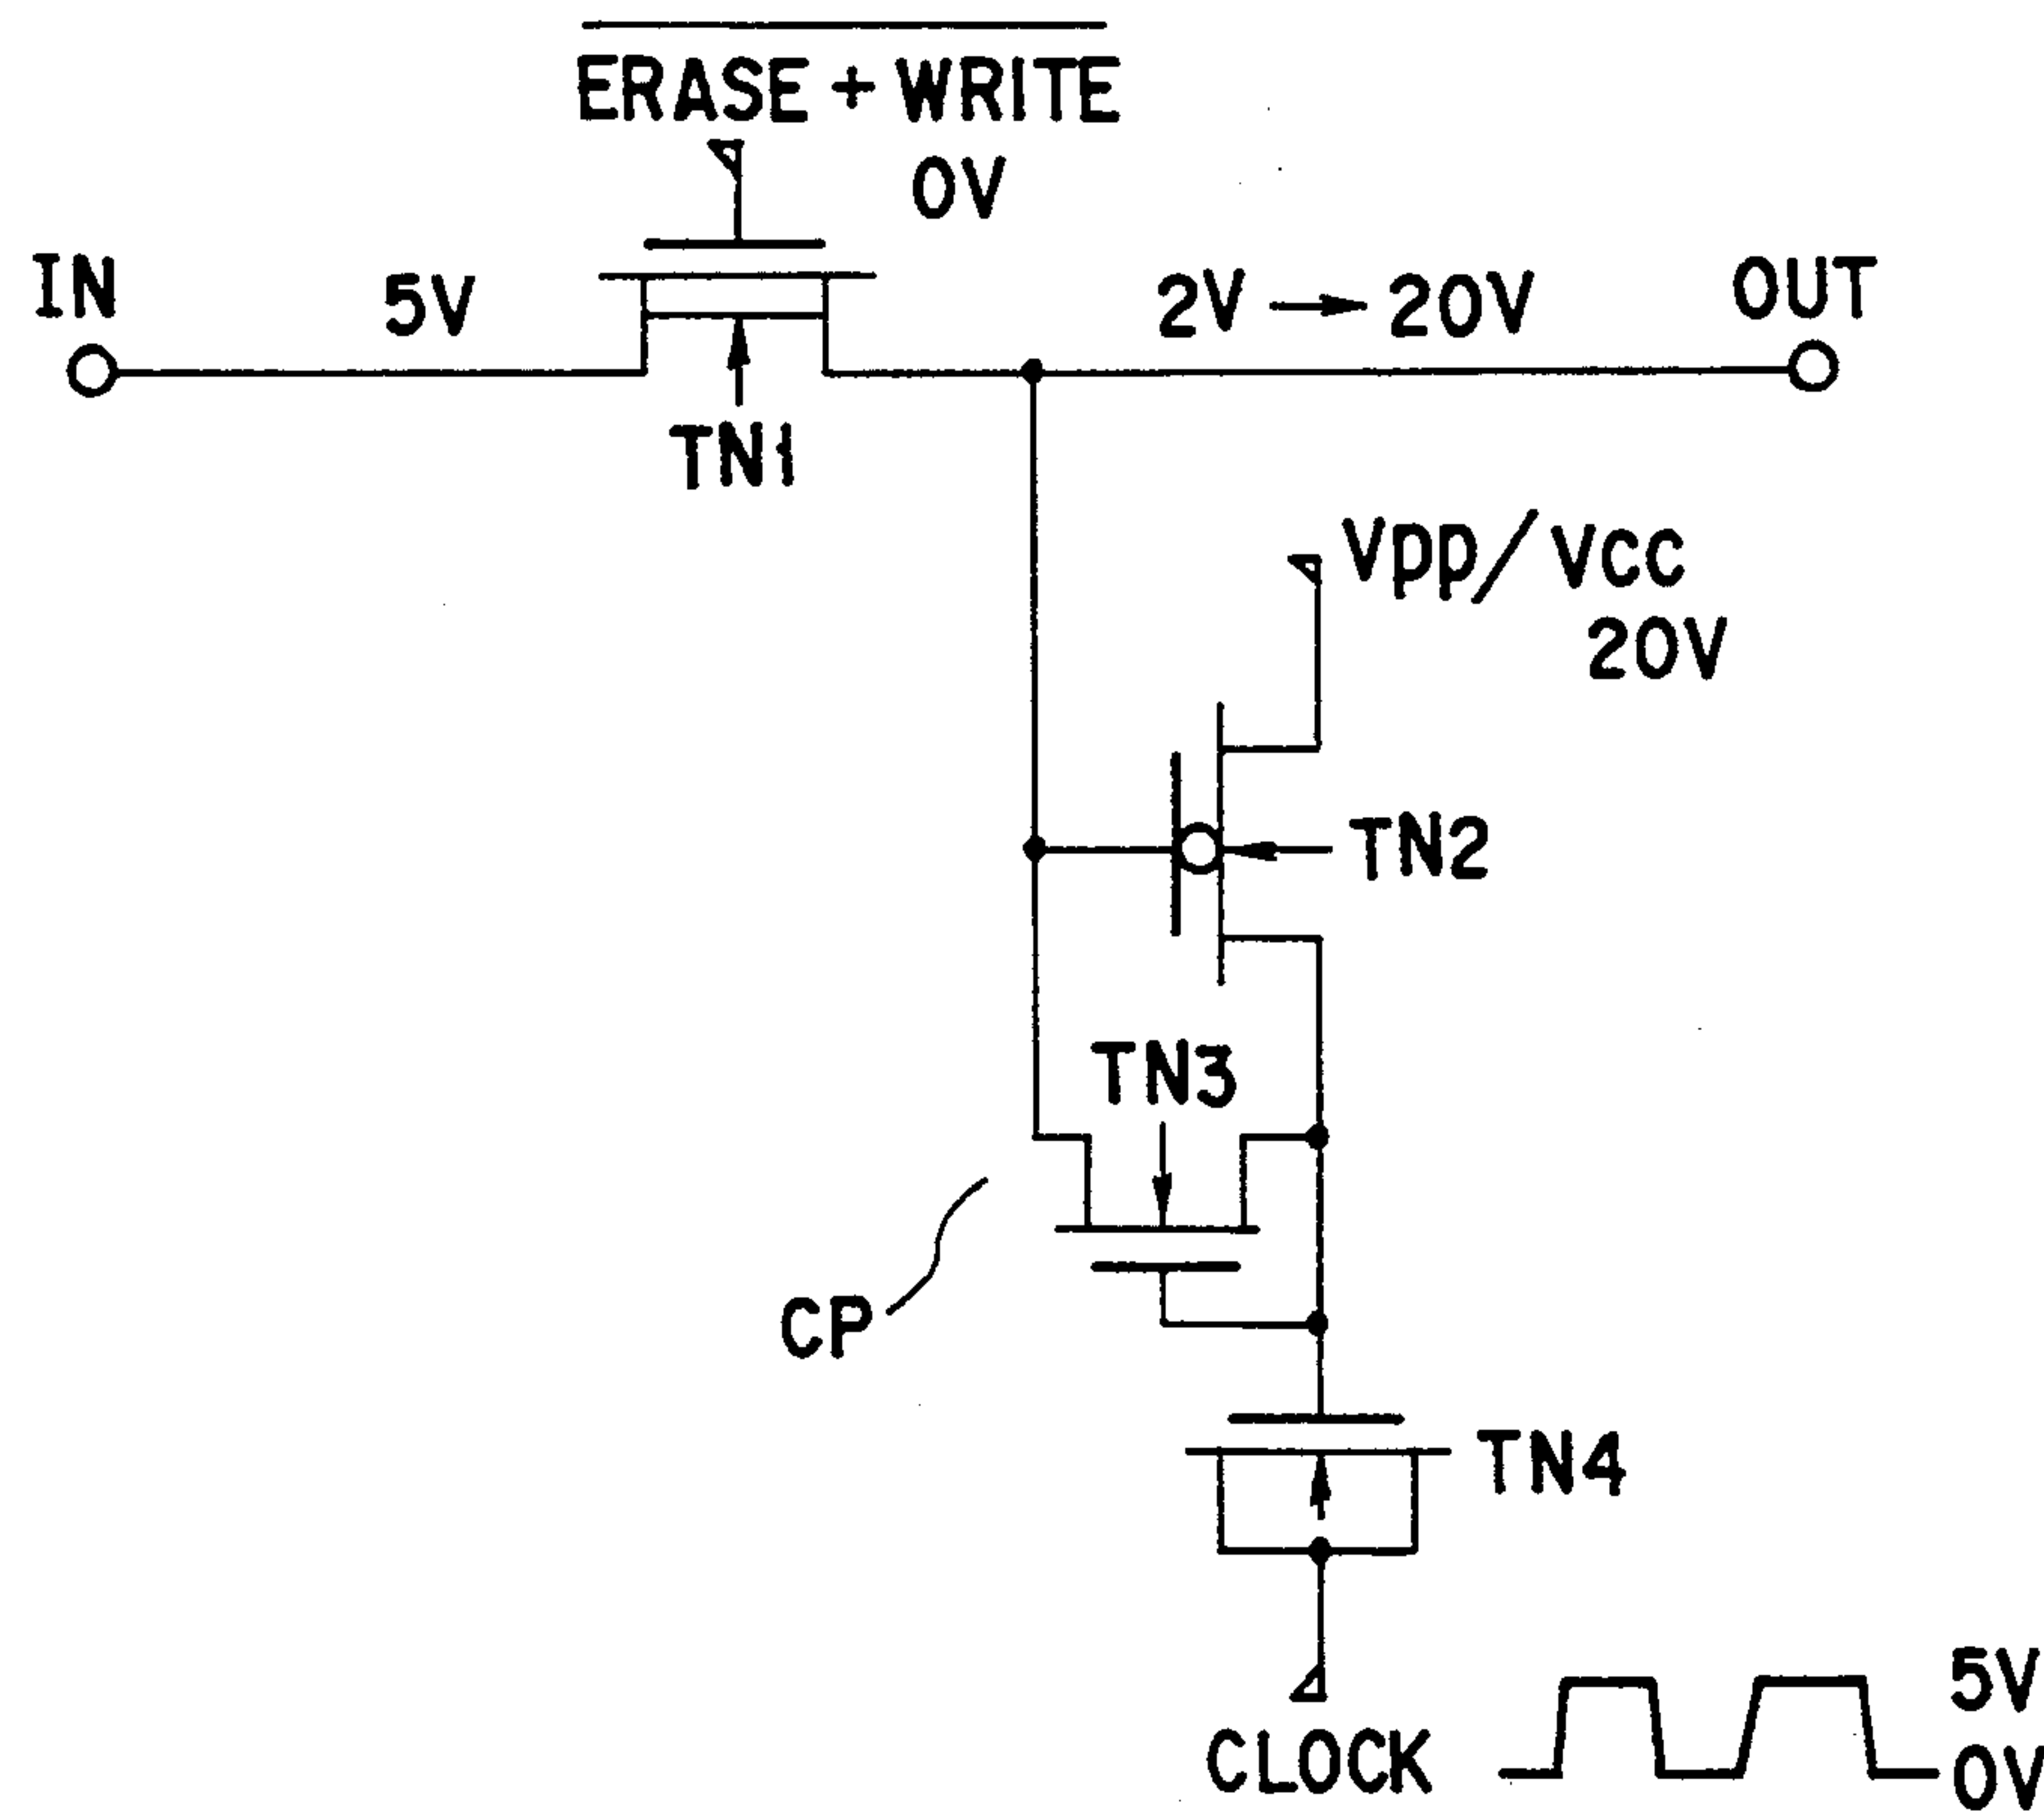 ERASE + WRITE
0V
IN
5V
2V → 20V
OUT
TN1
Vpp/Vcc
20V
TN2
TN3
CP
TN4
5V
CLOCK
0V